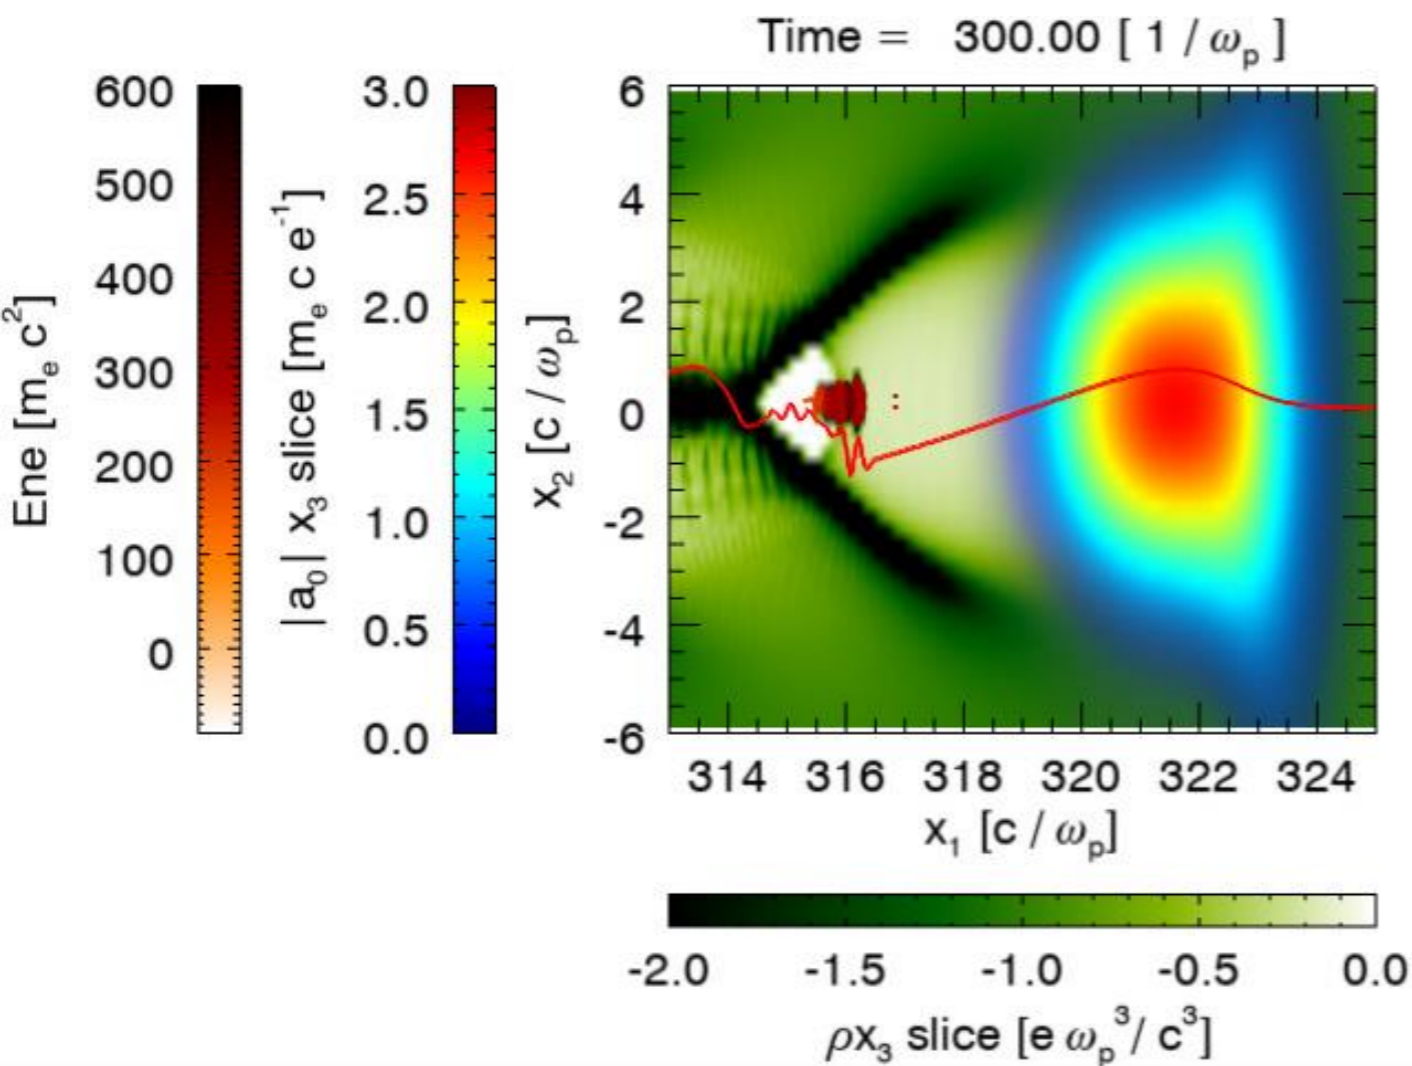 Time = 300.00 [ 1 / ωp ]
600
500
400
300
200
100
0
Ene [me c²]
3.0
2.5
2.0
1.5
1.0
0.5
0.0
|a₀| x₃ slice [me c e⁻¹]
6
4
2
0
-2
-4
-6
x₂ [c / ωp]
314 316 318 320 322 324
x₁ [c / ωp]
-2.0 -1.5 -1.0 -0.5 0.0
ρx₃ slice [e ωp³/ c³]